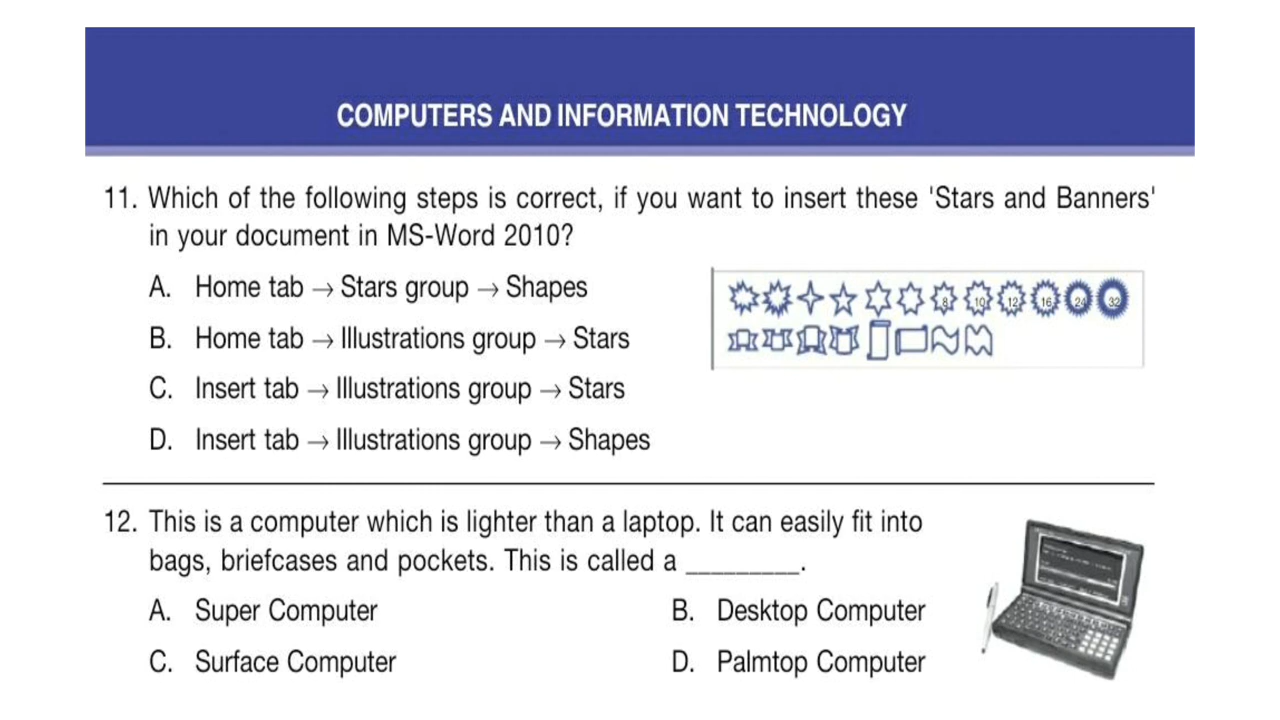 COMPUTERS AND INFORMATION TECHNOLOGY
11. Which of the following steps is correct, if you want to insert these 'Stars and Banners'
in your document in MS-Word 2010?
A. Home tab → Stars group → Shapes
8 10 12 16 24 32
B. Home tab → Illustrations group → Stars
C. Insert tab → Illustrations group → Stars
D. Insert tab → Illustrations group → Shapes
12. This is a computer which is lighter than a laptop. It can easily fit into
bags, briefcases and pockets. This is called a _________.
A. Super Computer B. Desktop Computer
C. Surface Computer D. Palmtop Computer